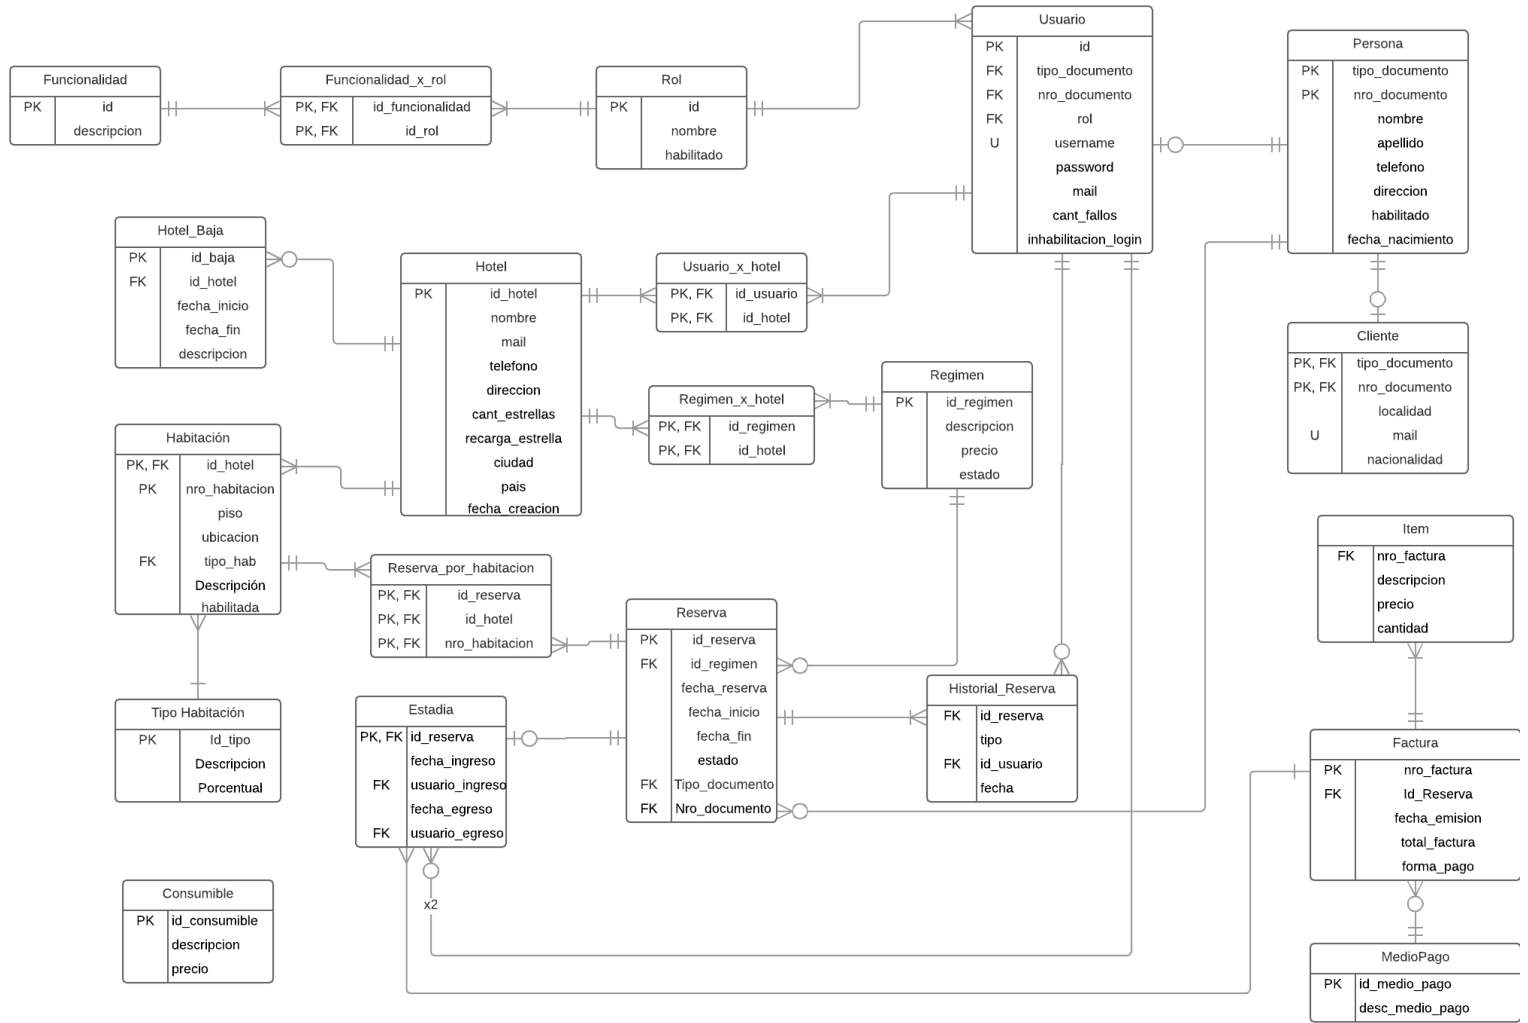 Funcionalidad
PK id
descripcion
Funcionalidad_x_rol
PK, FK id_funcionalidad
PK, FK id_rol
Rol
PK id
nombre
habilitado
Usuario
PK id
FK tipo_documento
FK nro_documento
FK rol
U username
password
mail
cant_fallos
inhabilitacion_login
Persona
PK tipo_documento
PK nro_documento
nombre
apellido
telefono
direccion
habilitado
fecha_nacimiento
Hotel_Baja
PK id_baja
FK id_hotel
fecha_inicio
fecha_fin
descripcion
Hotel
PK id_hotel
nombre
mail
telefono
direccion
cant_estrellas
recarga_estrella
ciudad
pais
fecha_creacion
Usuario_x_hotel
PK, FK id_usuario
PK, FK id_hotel
Cliente
PK, FK tipo_documento
PK, FK nro_documento
localidad
U mail
nacionalidad
Regimen_x_hotel
PK, FK id_regimen
PK, FK id_hotel
Regimen
PK id_regimen
descripcion
precio
estado
Habitación
PK, FK id_hotel
PK nro_habitacion
piso
ubicacion
FK tipo_hab
Descripción
habilitada
Reserva_por_habitacion
PK, FK id_reserva
PK, FK id_hotel
PK, FK nro_habitacion
Reserva
PK id_reserva
FK id_regimen
fecha_reserva
fecha_inicio
fecha_fin
estado
FK Tipo_documento
FK Nro_documento
Item
FK nro_factura
descripcion
precio
cantidad
Tipo Habitación
PK Id_tipo
Descripcion
Porcentual
Estadia
PK, FK id_reserva
fecha_ingreso
FK usuario_ingreso
fecha_egreso
FK usuario_egreso
Historial_Reserva
FK id_reserva
tipo
FK id_usuario
fecha
Factura
PK nro_factura
FK Id_Reserva
fecha_emision
total_factura
forma_pago
x2
Consumible
PK id_consumible
descripcion
precio
MedioPago
PK id_medio_pago
desc_medio_pago